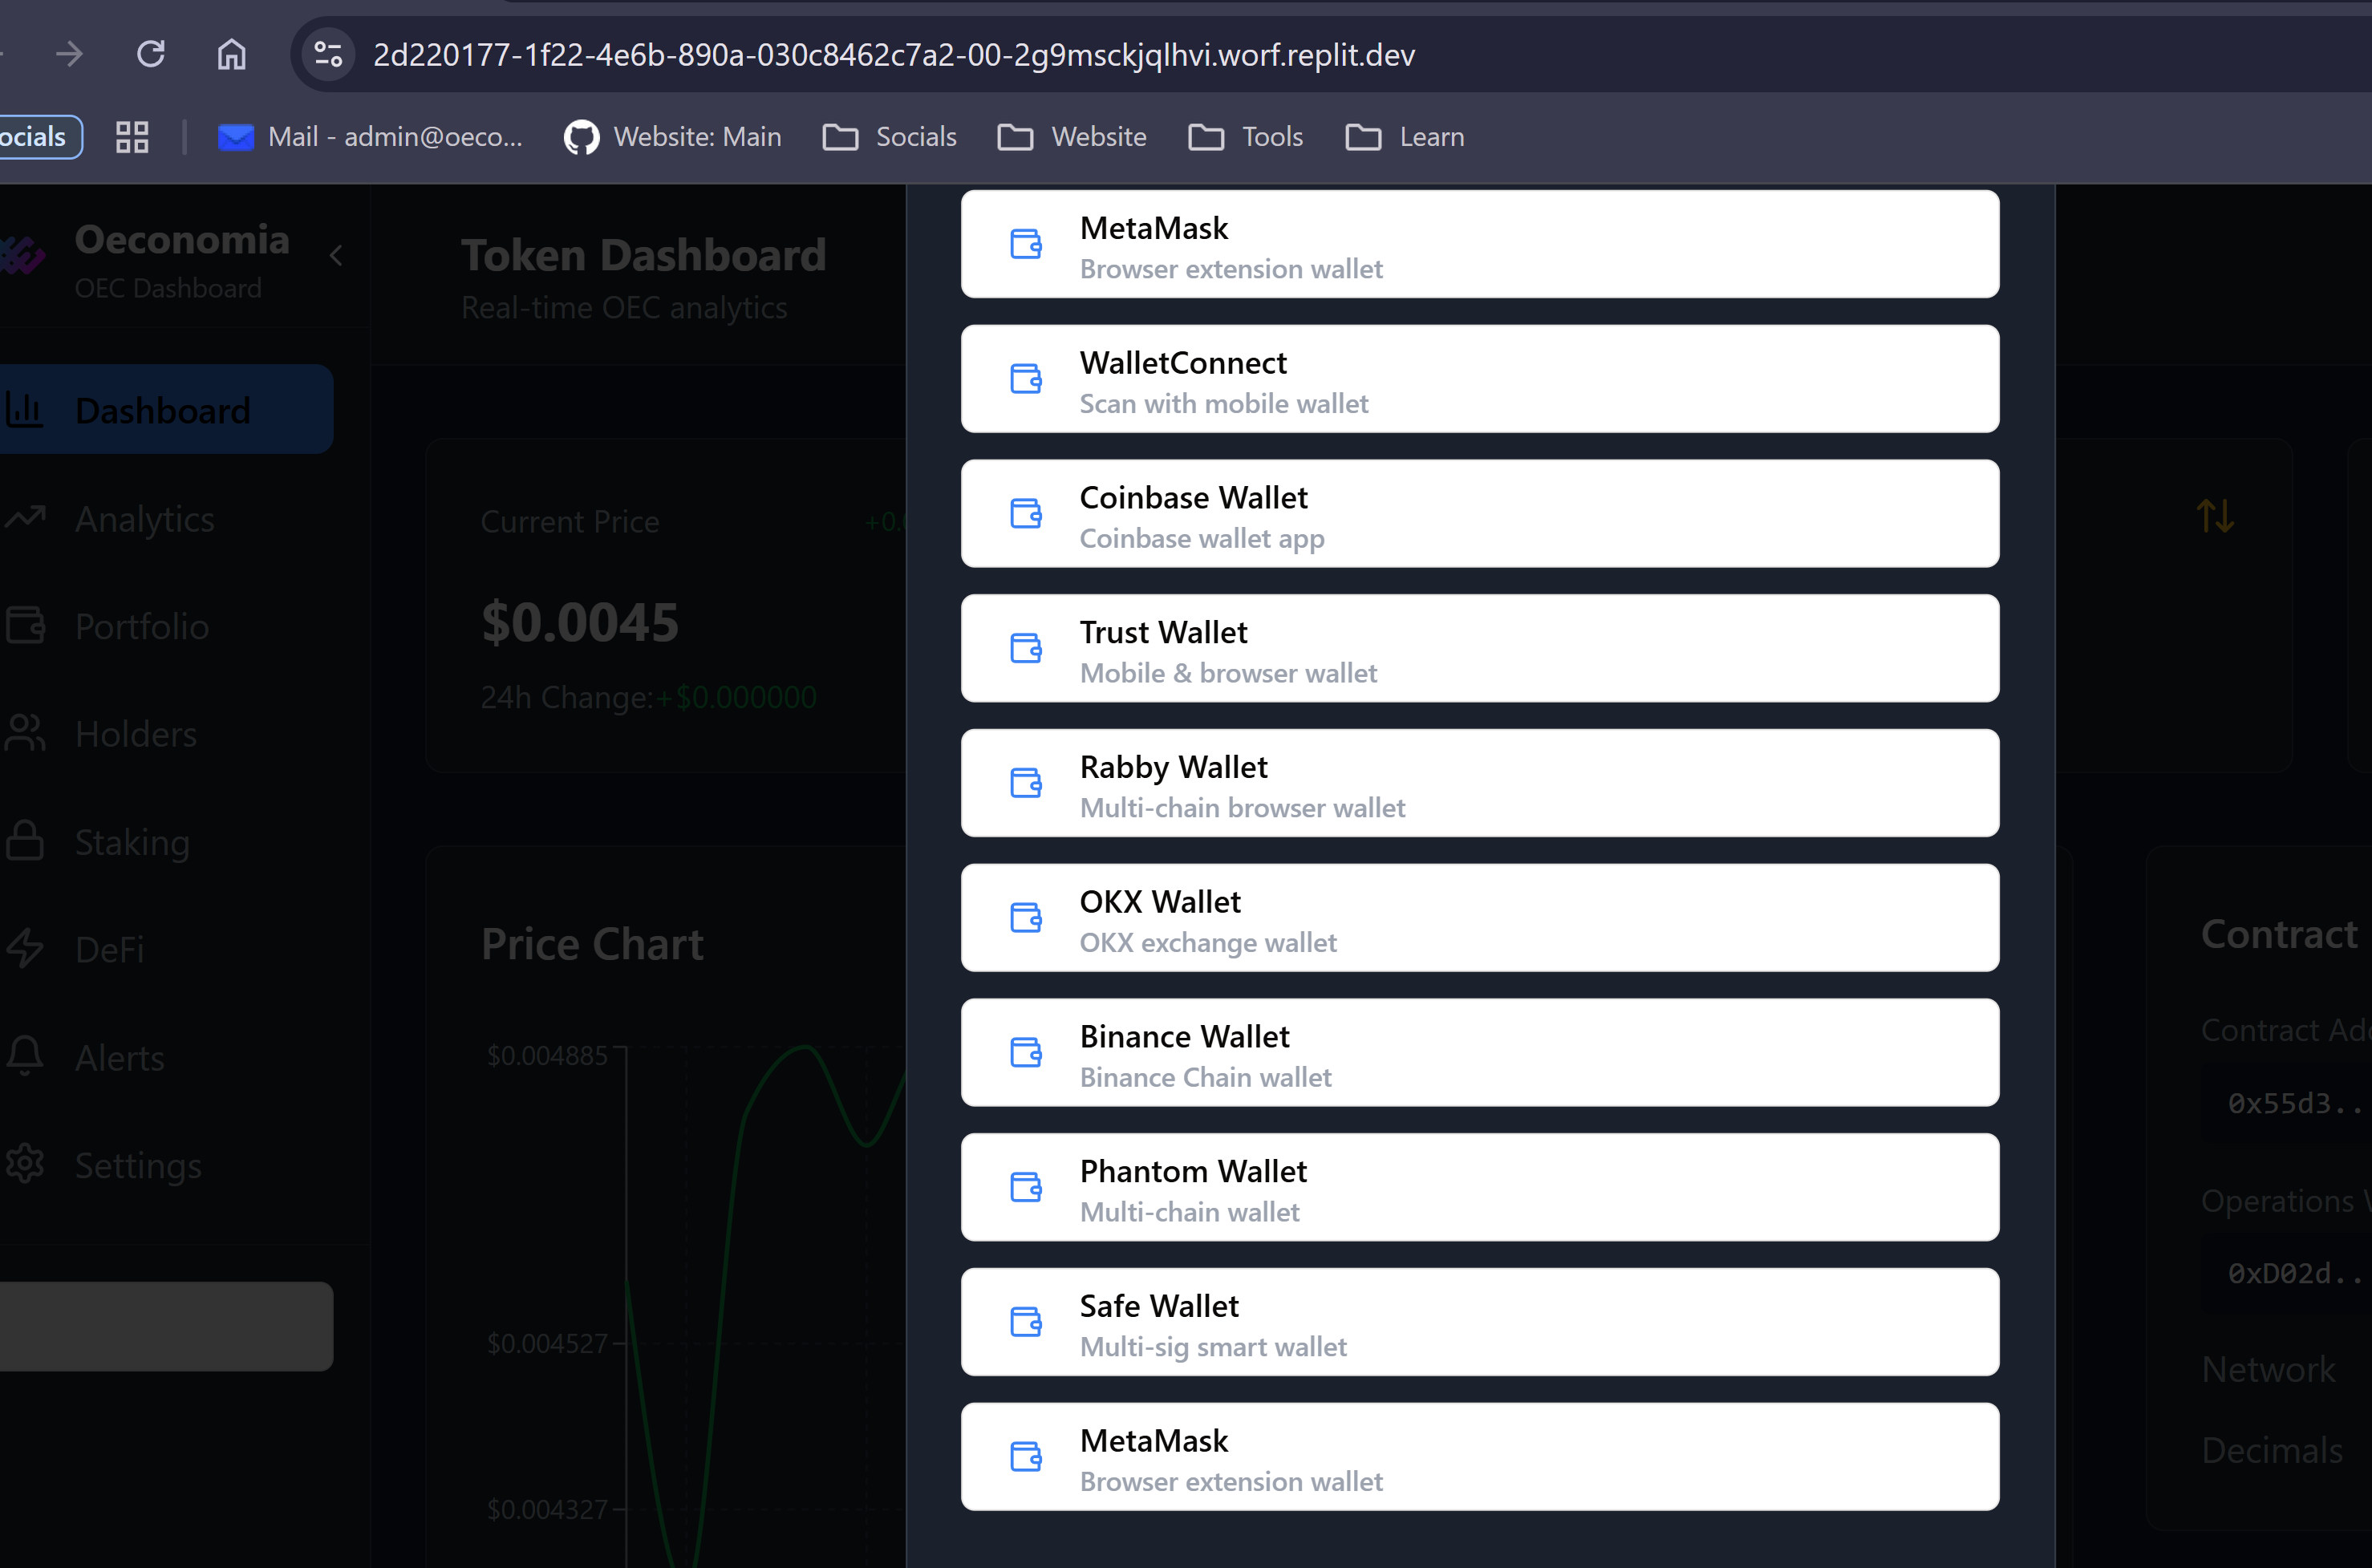 2d220177-1f22-4e6b-890a-030c8462c7a2-00-2g9msckjqlhvi.worf.replit.dev
ocials
Mail - admin@oeco...
Website: Main
Socials
Website
Tools
Learn
Oeconomia
OEC Dashboard
Dashboard
Analytics
Portfolio
Holders
Staking
DeFi
Alerts
Settings
Token Dashboard
Real-time OEC analytics
Current Price
+0.
$0.0045
24h Change:+$0.000000
Price Chart
$0.004885
$0.004527
$0.004327
MetaMask
Browser extension wallet
WalletConnect
Scan with mobile wallet
Coinbase Wallet
Coinbase wallet app
Trust Wallet
Mobile & browser wallet
Rabby Wallet
Multi-chain browser wallet
OKX Wallet
OKX exchange wallet
Binance Wallet
Binance Chain wallet
Phantom Wallet
Multi-chain wallet
Safe Wallet
Multi-sig smart wallet
MetaMask
Browser extension wallet
Contract
Contract Ad
0x55d3...
Operations
0xD02d...
Network
Decimals